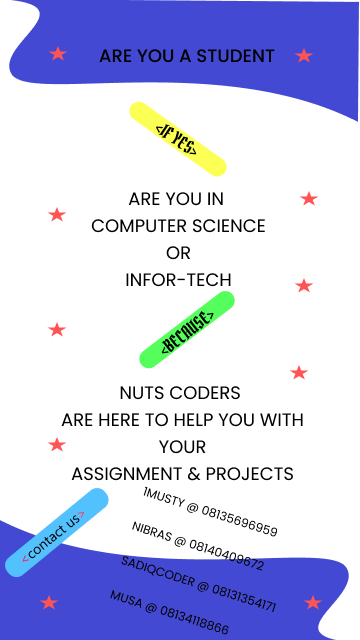 ARE YOU A STUDENT
<IF YES>
ARE YOU IN
COMPUTER SCIENCE
OR
INFOR-TECH
<BECAUSE>
NUTS CODERS
ARE HERE TO HELP YOU WITH
YOUR
ASSIGNMENT & PROJECTS
<contact us>
1MUSTY @ 08135696959
NIBRAS @ 08140409672
SADIQCODER @ 08131354171
MUSA @ 08134118866